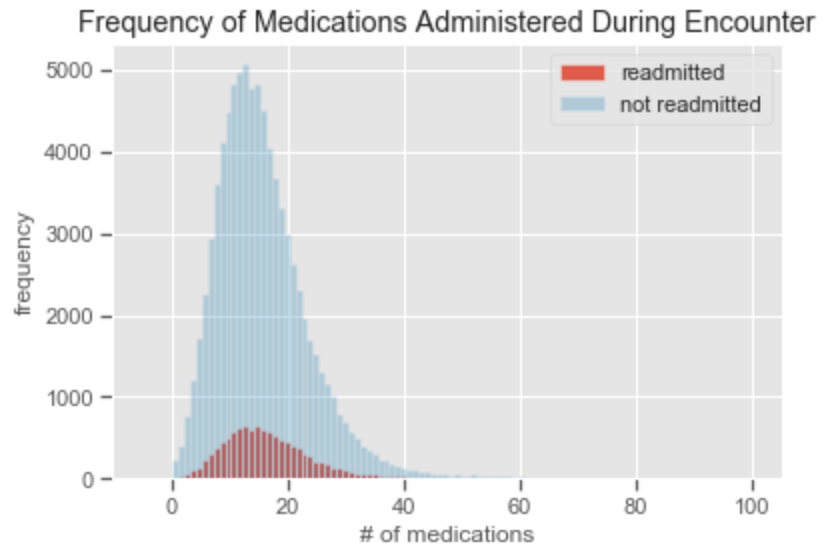 Frequency of Medications Administered During Encounter
readmitted
not readmitted
5000
4000
3000
2000
1000
0
frequency
0 20 40 60 80 100
# of medications